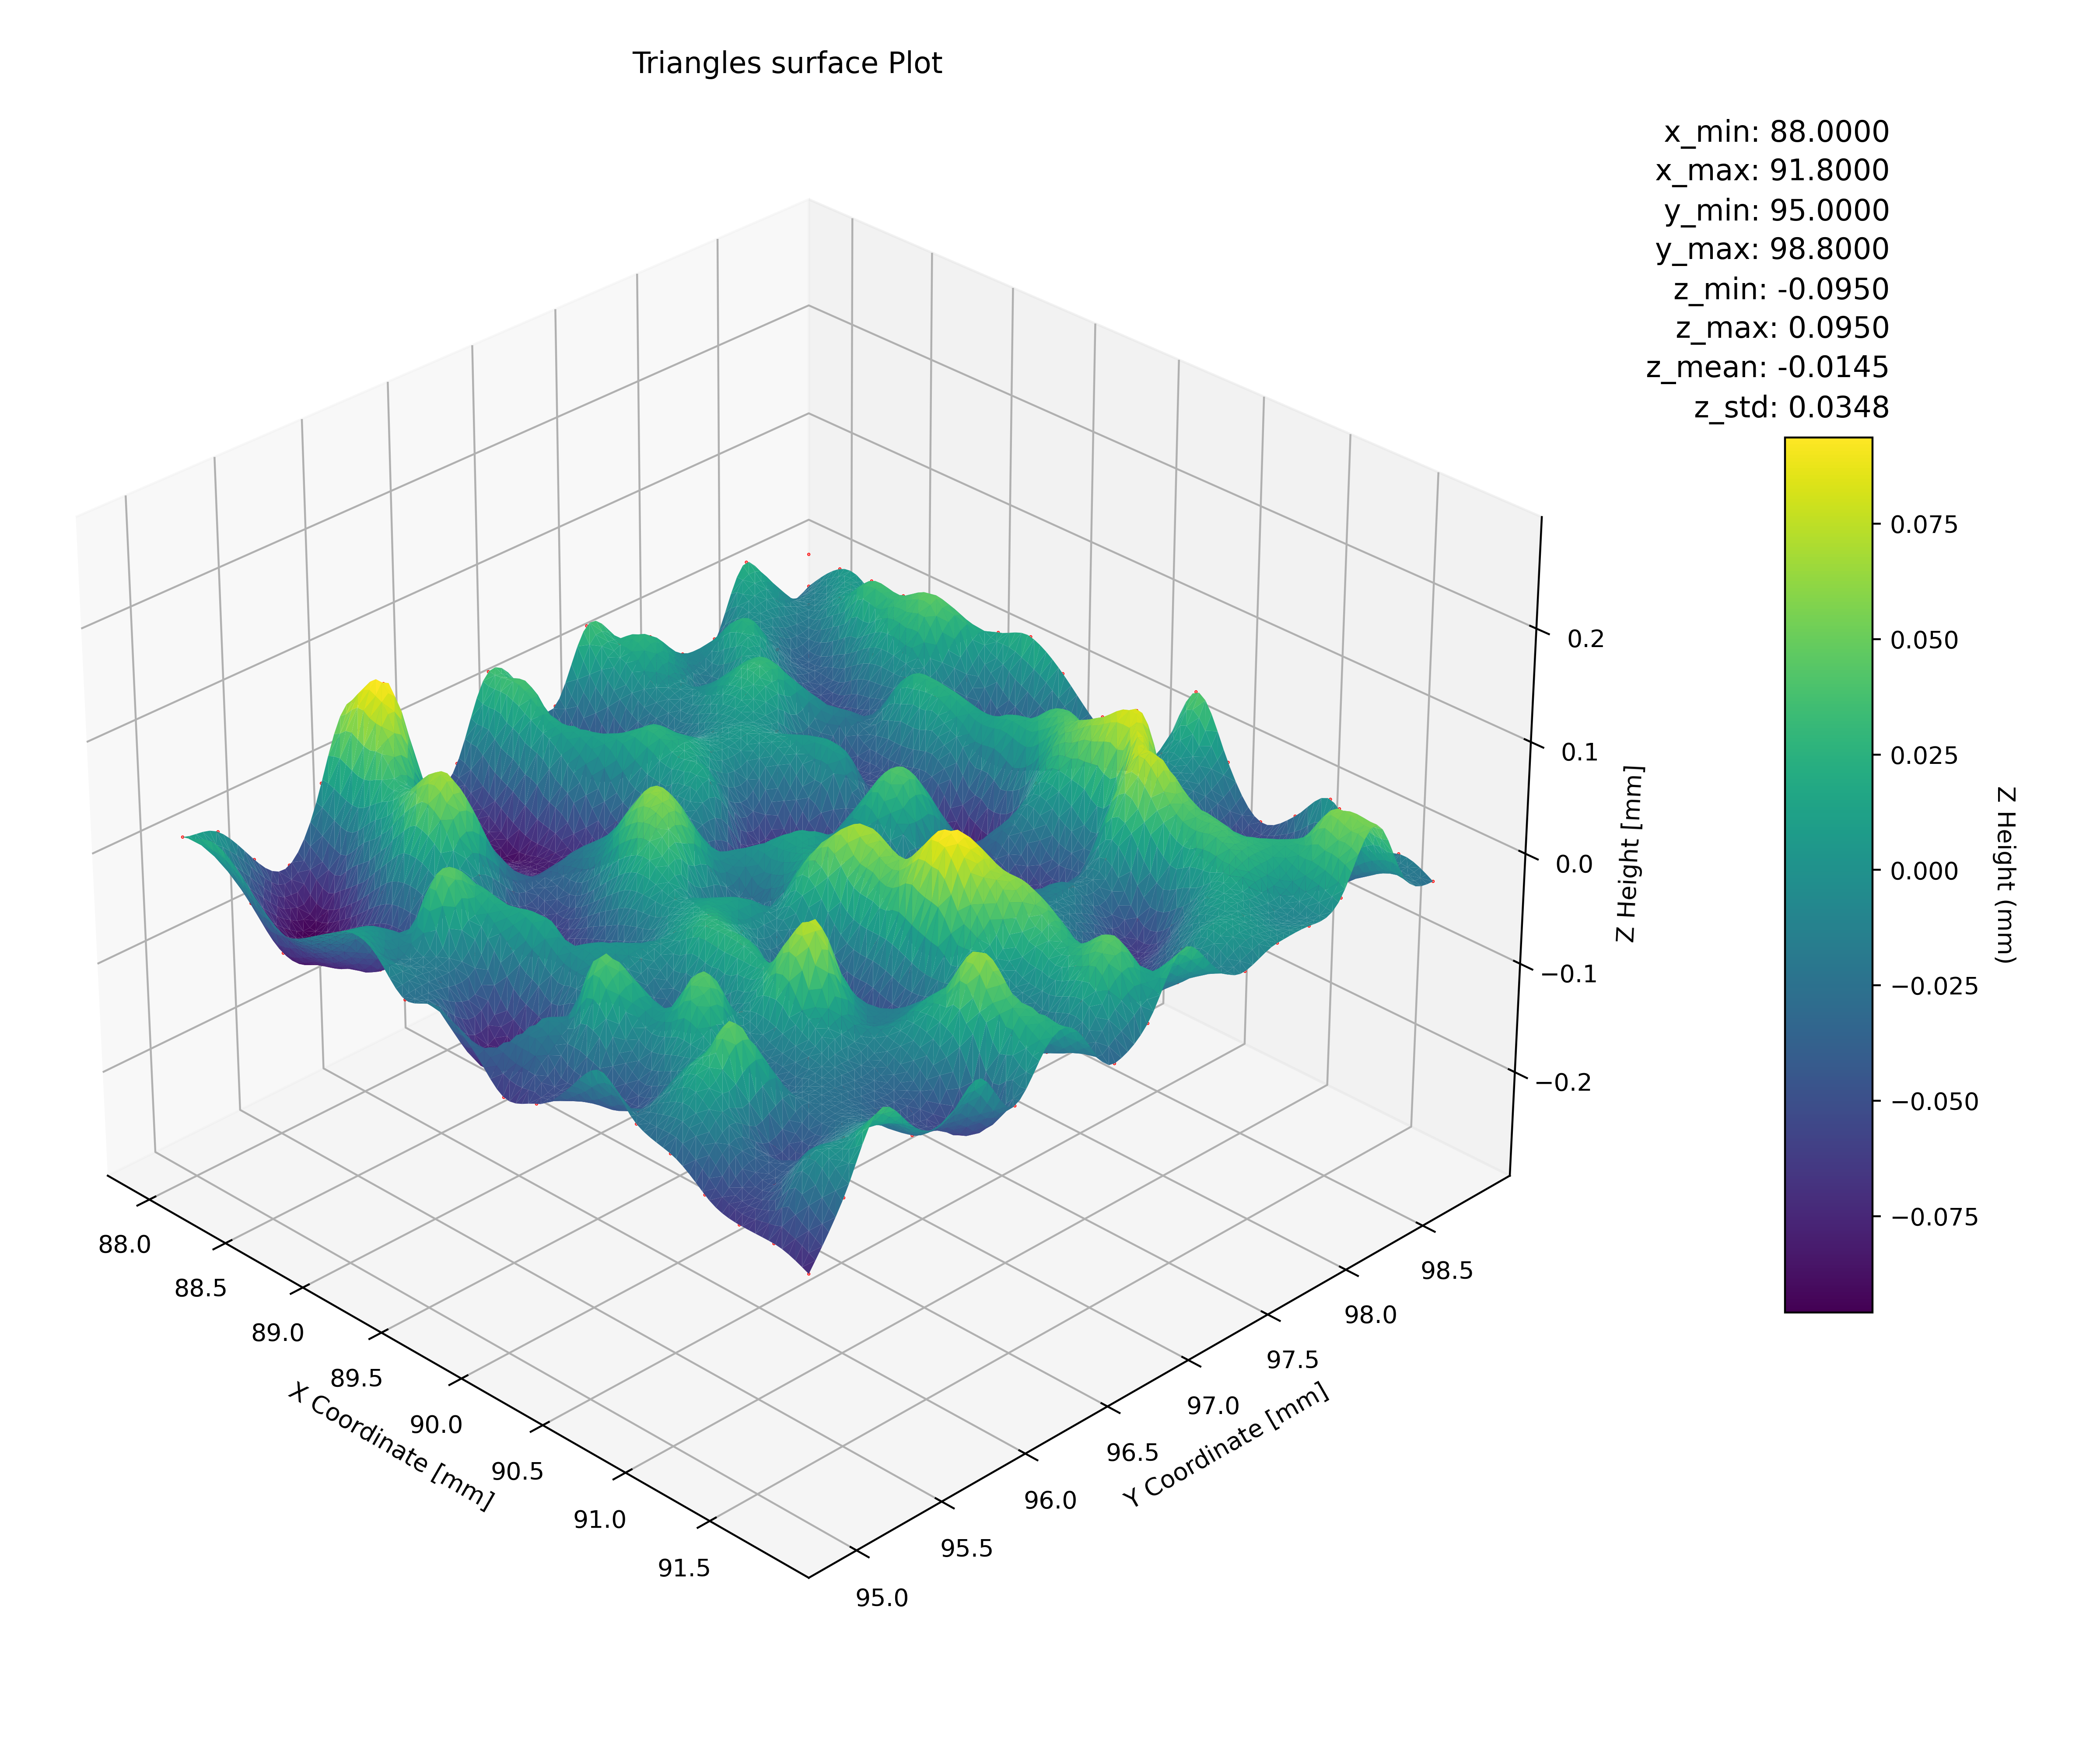 Triangles surface Plot
x_min: 88.0000
x_max: 91.8000
y_min: 95.0000
y_max: 98.8000
z_min: -0.0950
z_max: 0.0950
z_mean: -0.0145
z_std: 0.0348
0.075
0.050
0.025
0.000
−0.025
−0.050
−0.075
Z Height (mm)
0.2
0.1
0.0
−0.1
−0.2
Z Height [mm]
88.0
88.5
89.0
89.5
90.0
90.5
91.0
91.5
X Coordinate [mm]
95.0
95.5
96.0
96.5
97.0
97.5
98.0
98.5
Y Coordinate [mm]